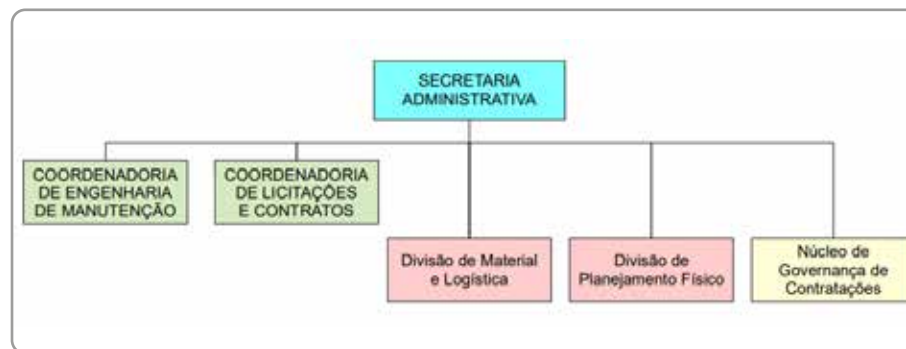 SECRETARIA
ADMINISTRATIVA
COORDENADORIA
DE ENGENHARIA
DE MANUTENÇÃO
COORDENADORIA
DE LICITAÇÕES
E CONTRATOS
Divisão de Material
e Logística
Divisão de
Planejamento Físico
Núcleo de
Governança de
Contratações